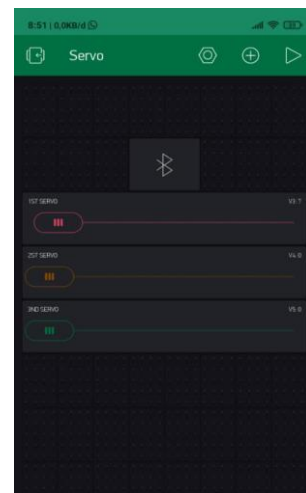 8:51 | 0,0KB/d
Servo
1ST SERVO V3: 7
2ST SERVO V4: 0
3ND SERVO V5: 0